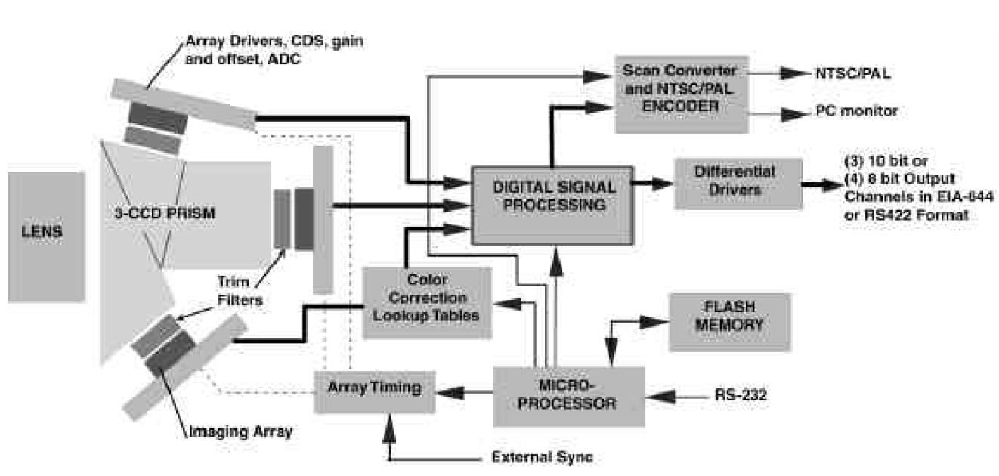 Array Drivers, CDS, gain
and offset, ADC
Scan Converter
and NTSC/PAL
ENCODER
NTSC/PAL
PC monitor
(3) 10 bit or
(4) 8 bit Output
Channels in EIA-644
or RS422 Format
Differential
Drivers
DIGITAL SIGNAL
PROCESSING
3-CCD PRISM
LENS
Trim
Filters
Color
Correction
Lookup Tables
FLASH
MEMORY
Array Timing
MICRO-
PROCESSOR
RS-232
Imaging Array
External Sync